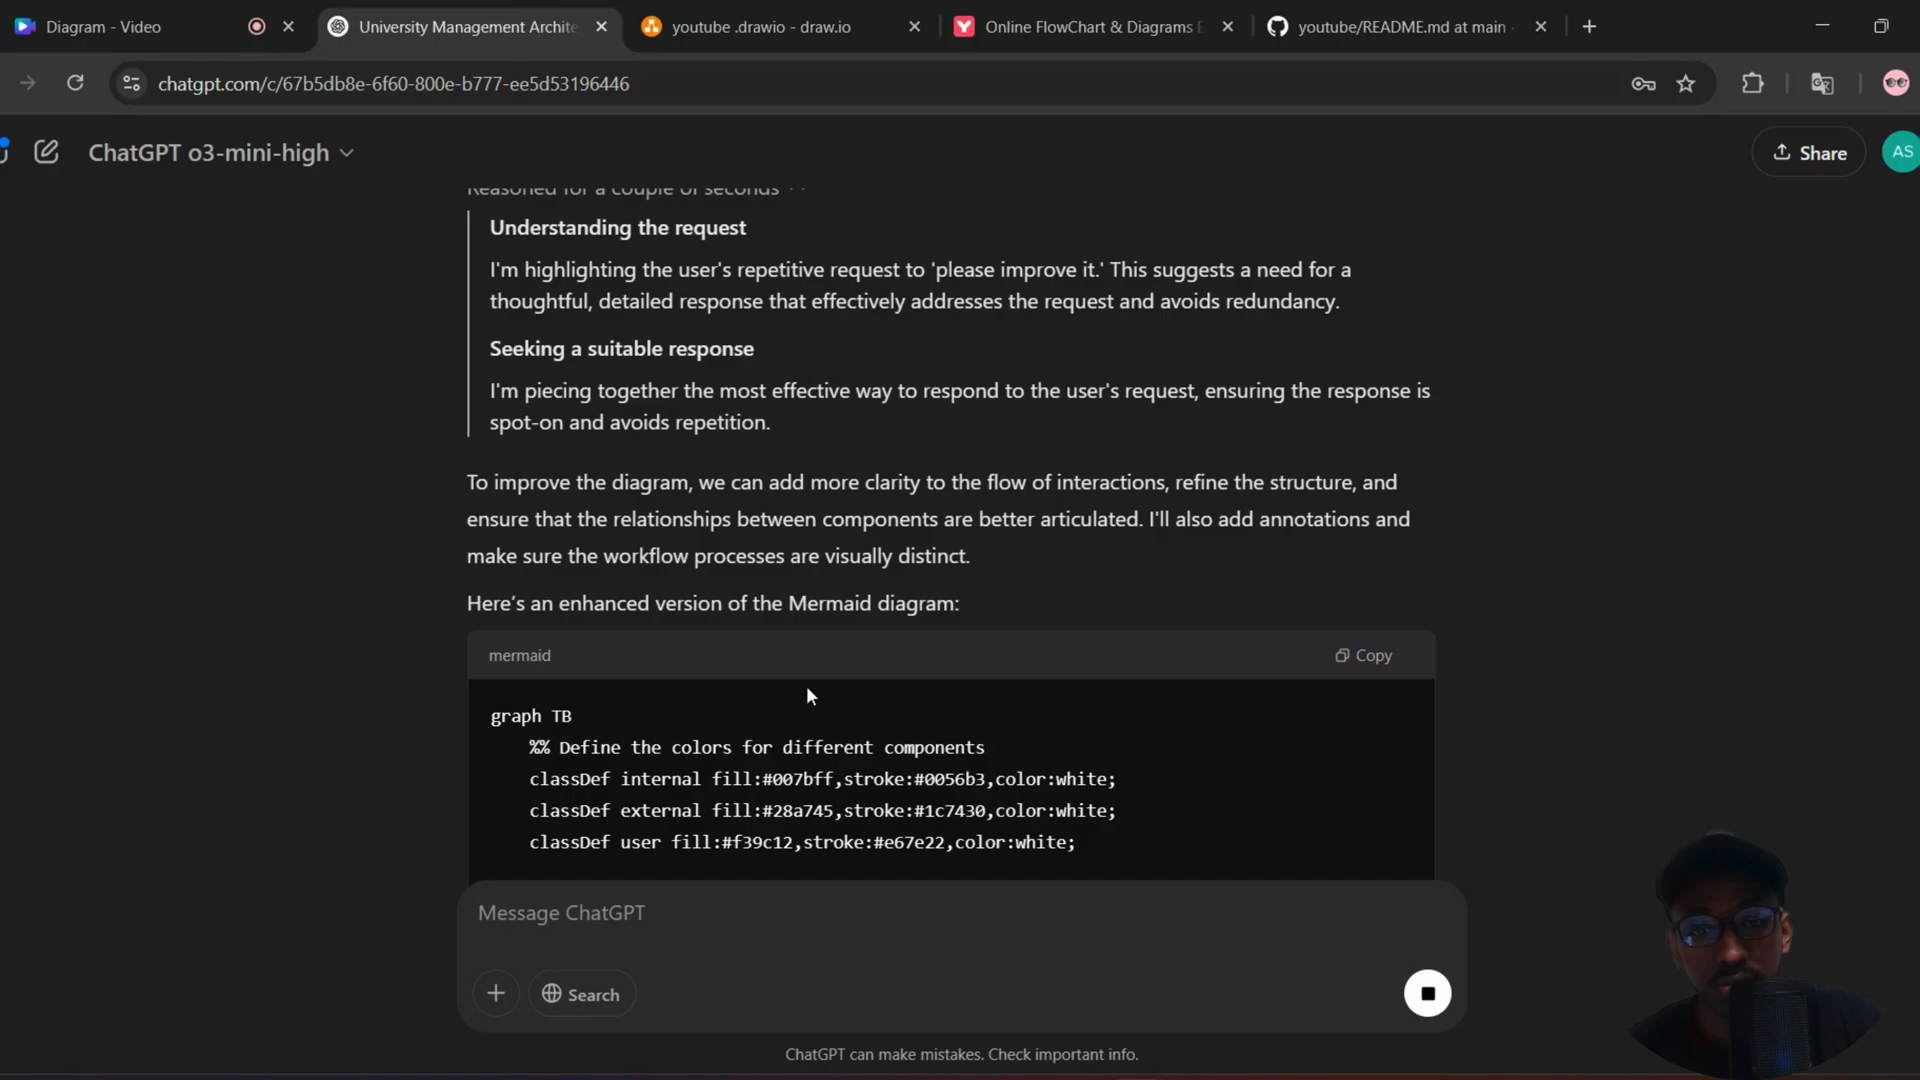 Diagram - Video
University Management Archite
youtube .drawio - draw.io
Online FlowChart & Diagrams E
youtube/README.md at main
chatgpt.com/c/67b5db8e-6f60-800e-b777-ee5d53196446
ChatGPT o3-mini-high
Share
AS
Reasoned for a couple of seconds
Understanding the request
I'm highlighting the user's repetitive request to 'please improve it.' This suggests a need for a
thoughtful, detailed response that effectively addresses the request and avoids redundancy.
Seeking a suitable response
I'm piecing together the most effective way to respond to the user's request, ensuring the response is
spot-on and avoids repetition.
To improve the diagram, we can add more clarity to the flow of interactions, refine the structure, and
ensure that the relationships between components are better articulated. I'll also add annotations and
make sure the workflow processes are visually distinct.
Here's an enhanced version of the Mermaid diagram:
mermaid
Copy
graph TB
%% Define the colors for different components
classDef internal fill:#007bff,stroke:#0056b3,color:white;
classDef external fill:#28a745,stroke:#1c7430,color:white;
classDef user fill:#f39c12,stroke:#e67e22,color:white;
Message ChatGPT
Search
ChatGPT can make mistakes. Check important info.